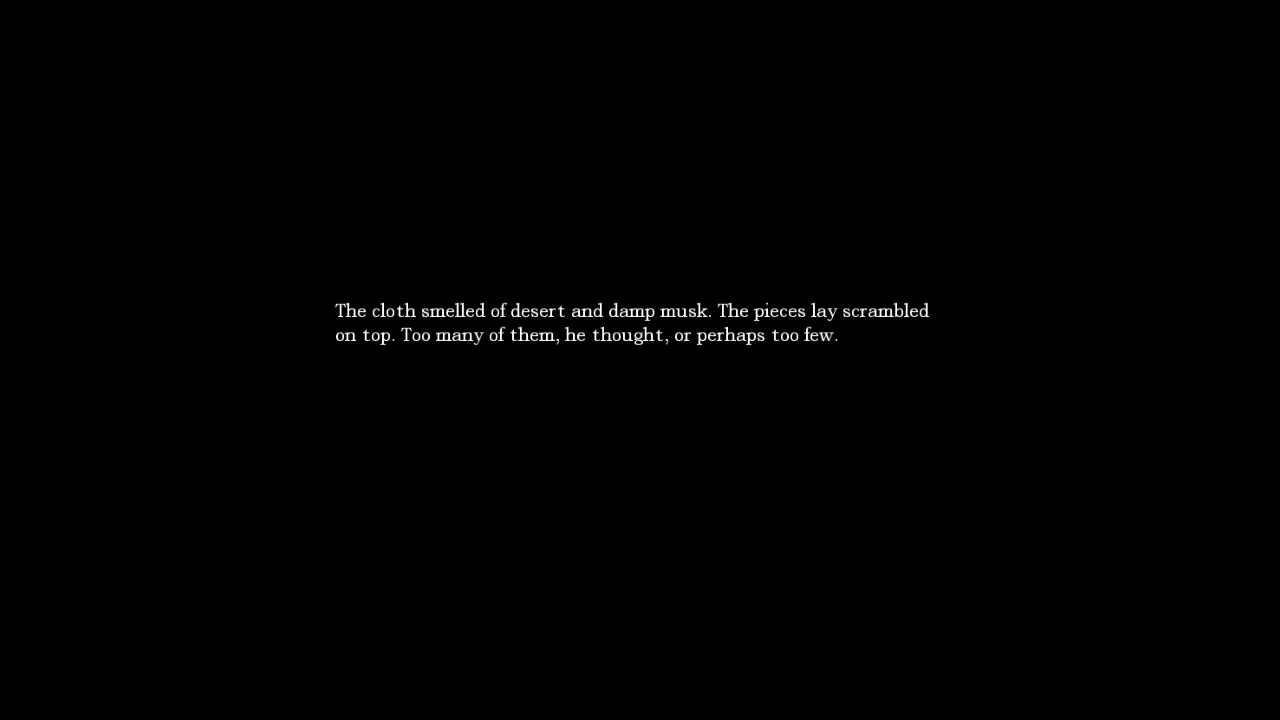 The cloth smelled of desert and damp musk. The pieces lay scrambled
on top. Too many of them, he thought, or perhaps too few.